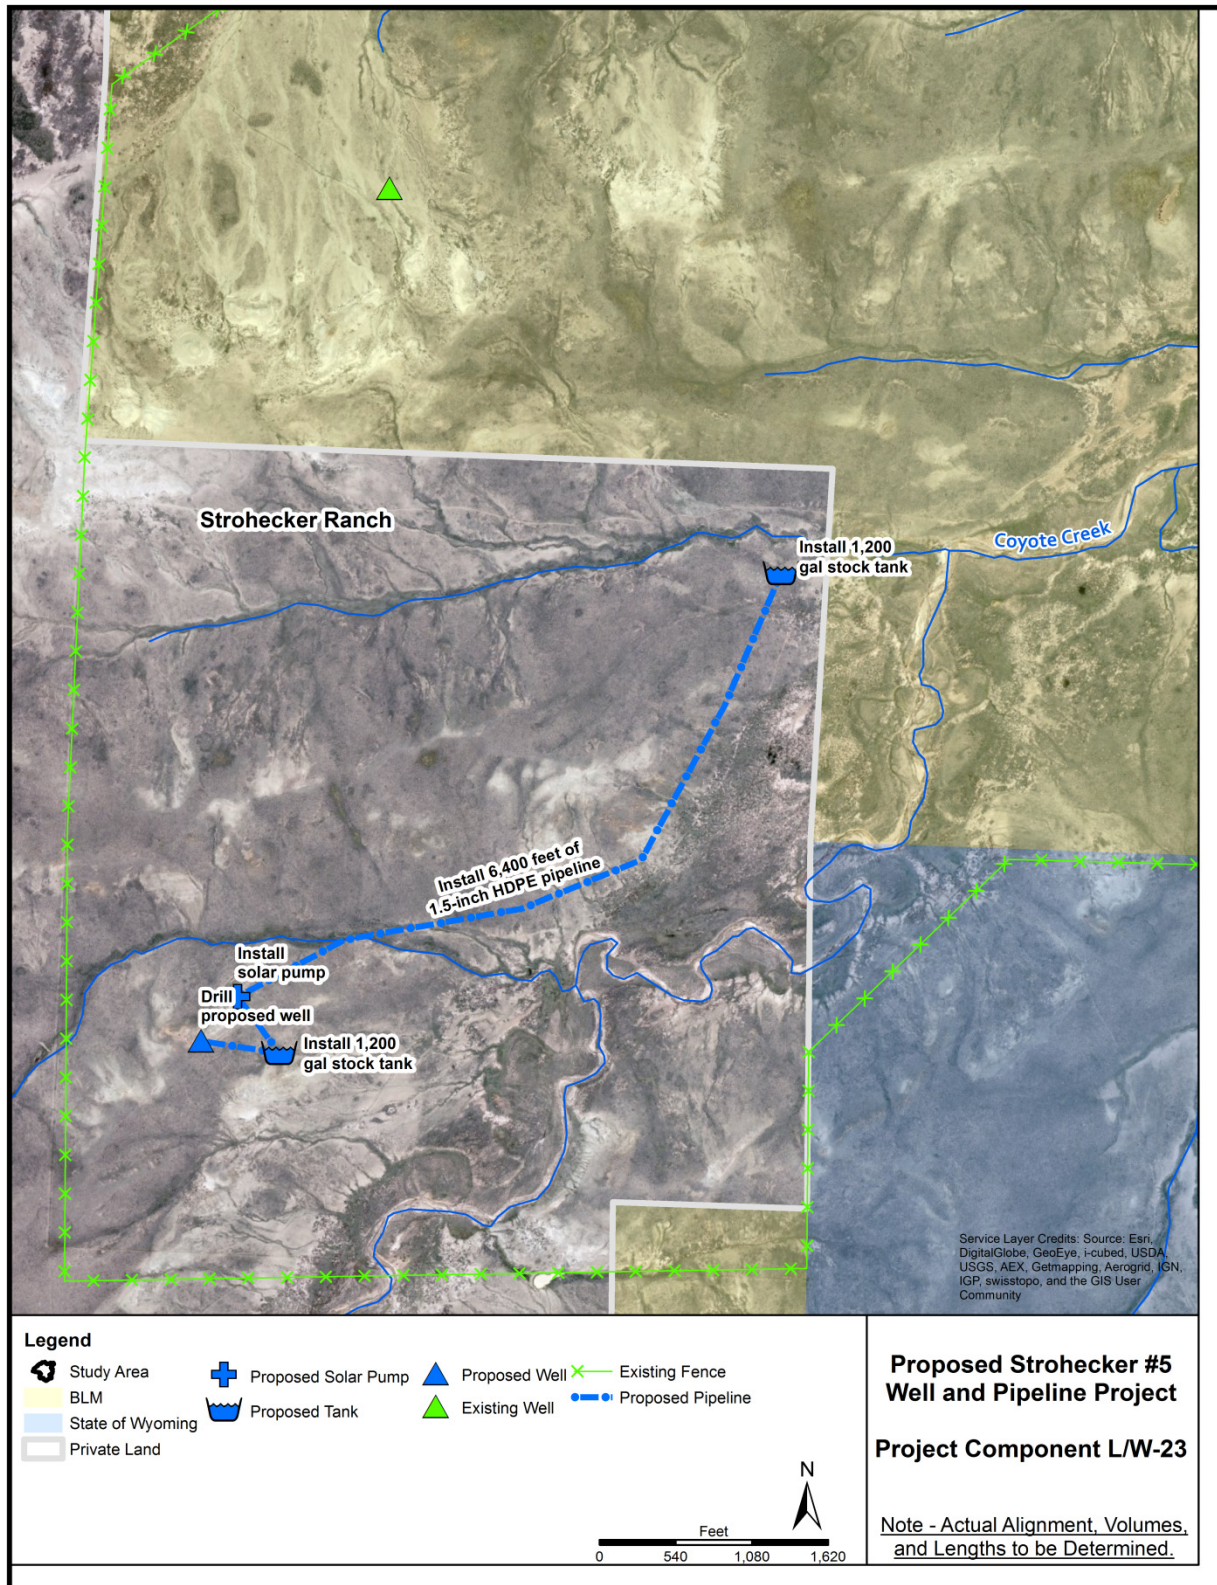 Strohecker Ranch
Install 1,200
gal stock tank
Coyote Creek
Install 6,400 feet of
1.5-inch HDPE pipeline
Install
solar pump
Drill
proposed well
Install 1,200
gal stock tank
Service Layer Credits: Source: Esri,
DigitalGlobe, GeoEye, i-cubed, USDA,
USGS, AEX, Getmapping, Aerogrid, IGN,
IGP, swisstopo, and the GIS User
Community
Legend
Study Area
BLM
State of Wyoming
Private Land
Proposed Solar Pump
Proposed Tank
Proposed Well
Existing Well
Existing Fence
Proposed Pipeline
N
Feet
0 540 1,080 1,620
Proposed Strohecker #5
Well and Pipeline Project
Project Component L/W-23
Note - Actual Alignment, Volumes,
and Lengths to be Determined.